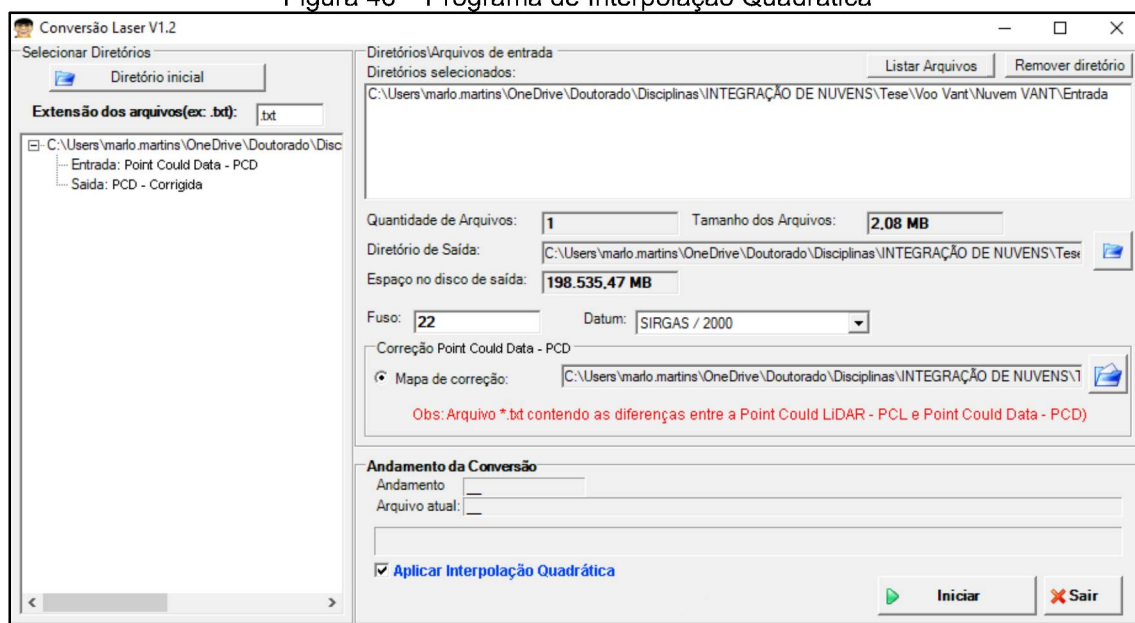 Figura 46 – Programa de Interpolação Quadrática
Conversão Laser V1.2
Selecionar Diretórios
Diretório inicial
Extensão dos arquivos(ex: .txt): .txt
C:\Users\marlo.martins\OneDrive\Doutorado\Disc
Entrada: Point Could Data - PCD
Saida: PCD - Corrigida
Diretórios\Arquivos de entrada
Diretórios selecionados:
Listar Arquivos
Remover diretório
C:\Users\marlo.martins\OneDrive\Doutorado\Disciplinas\INTEGRAÇÃO DE NUVENS\Tese\Voo Vant\Nuvem VANT\Entrada
Quantidade de Arquivos: 1 Tamanho dos Arquivos: 2,08 MB
Diretório de Saída: C:\Users\marlo.martins\OneDrive\Doutorado\Disciplinas\INTEGRAÇÃO DE NUVENS\Tese
Espaço no disco de saída: 198.535,47 MB
Fuso: 22 Datum: SIRGAS / 2000
Correção Point Could Data - PCD
Mapa de correção: C:\Users\marlo.martins\OneDrive\Doutorado\Disciplinas\INTEGRAÇÃO DE NUVENS\T
Obs: Arquivo *.txt contendo as diferenças entre a Point Could LiDAR - PCL e Point Could Data - PCD)
Andamento da Conversão
Andamento __
Arquivo atual: __
Aplicar Interpolação Quadrática
Iniciar
Sair